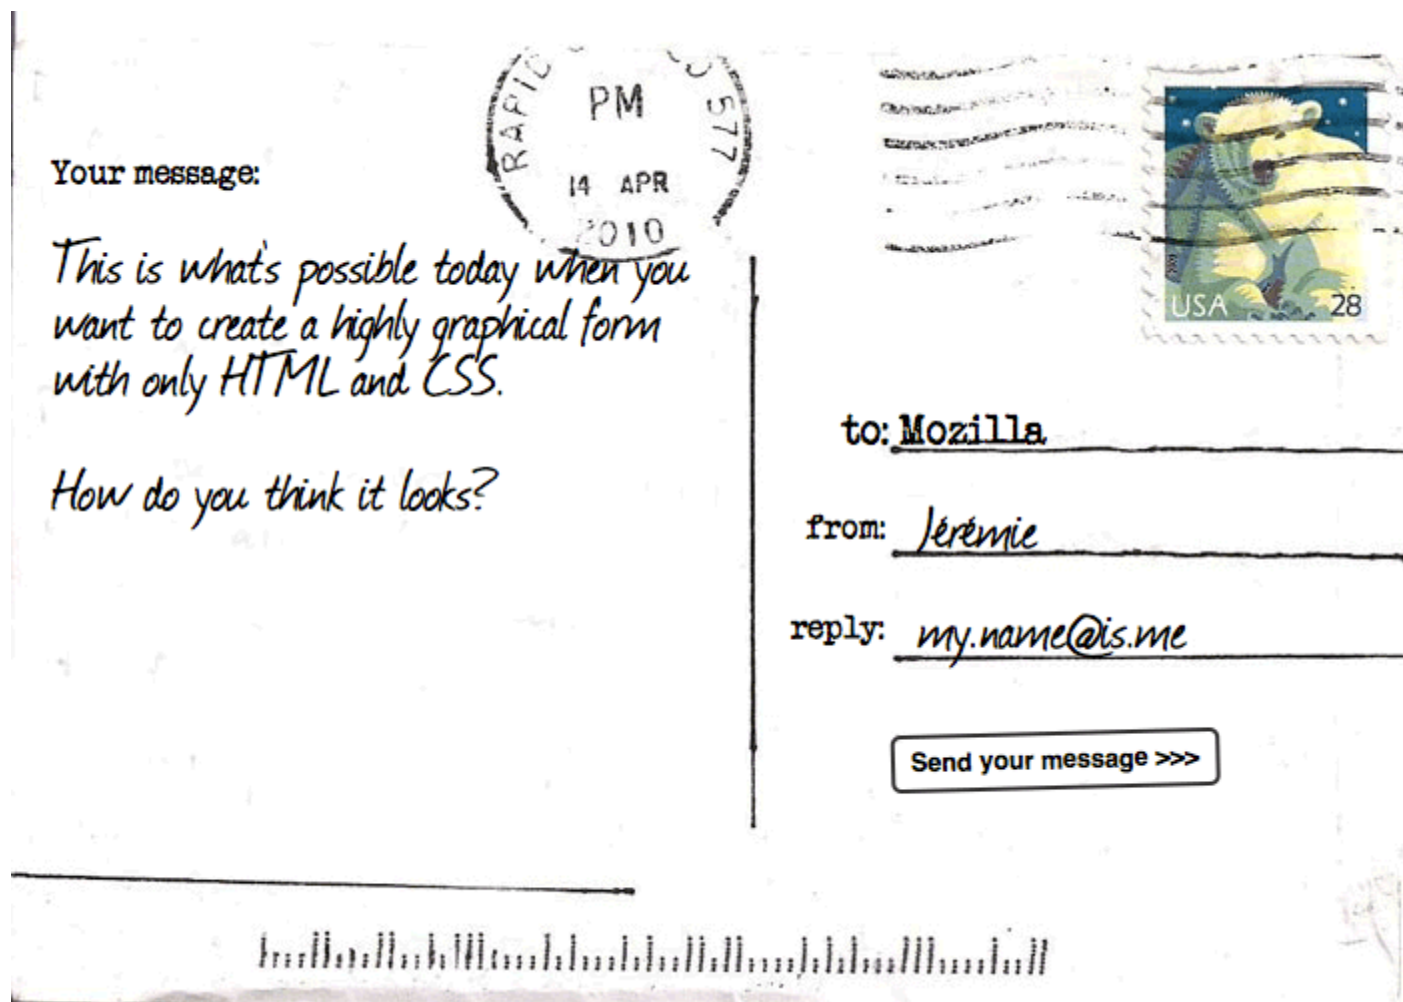 PM
577
14 APR
2010
USA 28
Your message:
This is what's possible today when you
want to create a highly graphical form
with only HTML and CSS.
How do you think it looks?
to: Mozilla
from: Jérémie
reply: my.name@is.me
Send your message >>>